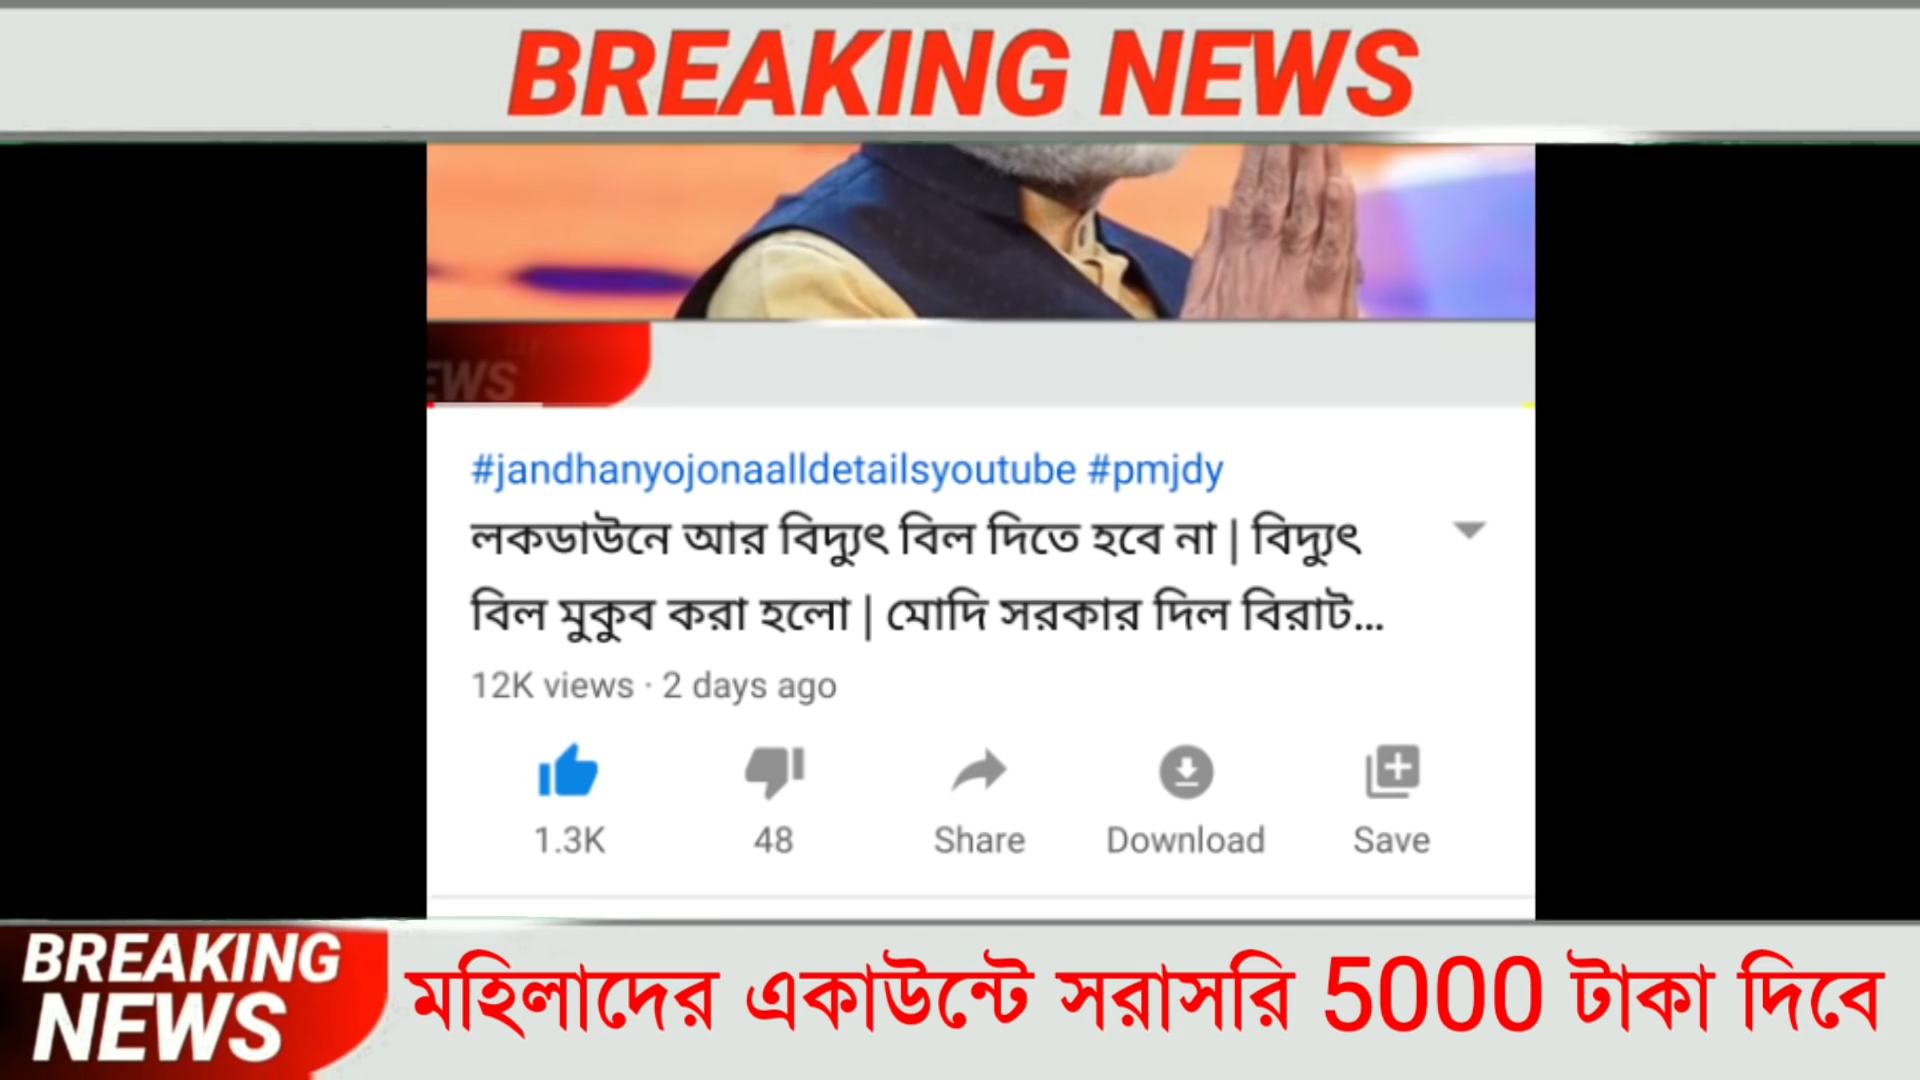 BREAKING NEWS
EWS
#jandhanyojonaalldetailsyoutube #pmjdy
লকডাউনে আর বিদ্যুৎ বিল দিতে হবে না | বিদ্যুৎ
বিল মুকুব করা হলো | মোদি সরকার দিল বিরাট...
12K views · 2 days ago
1.3K 48 Share Download Save
BREAKING
NEWS
মহিলাদের একাউন্টে সরাসরি 5000 টাকা দিবে